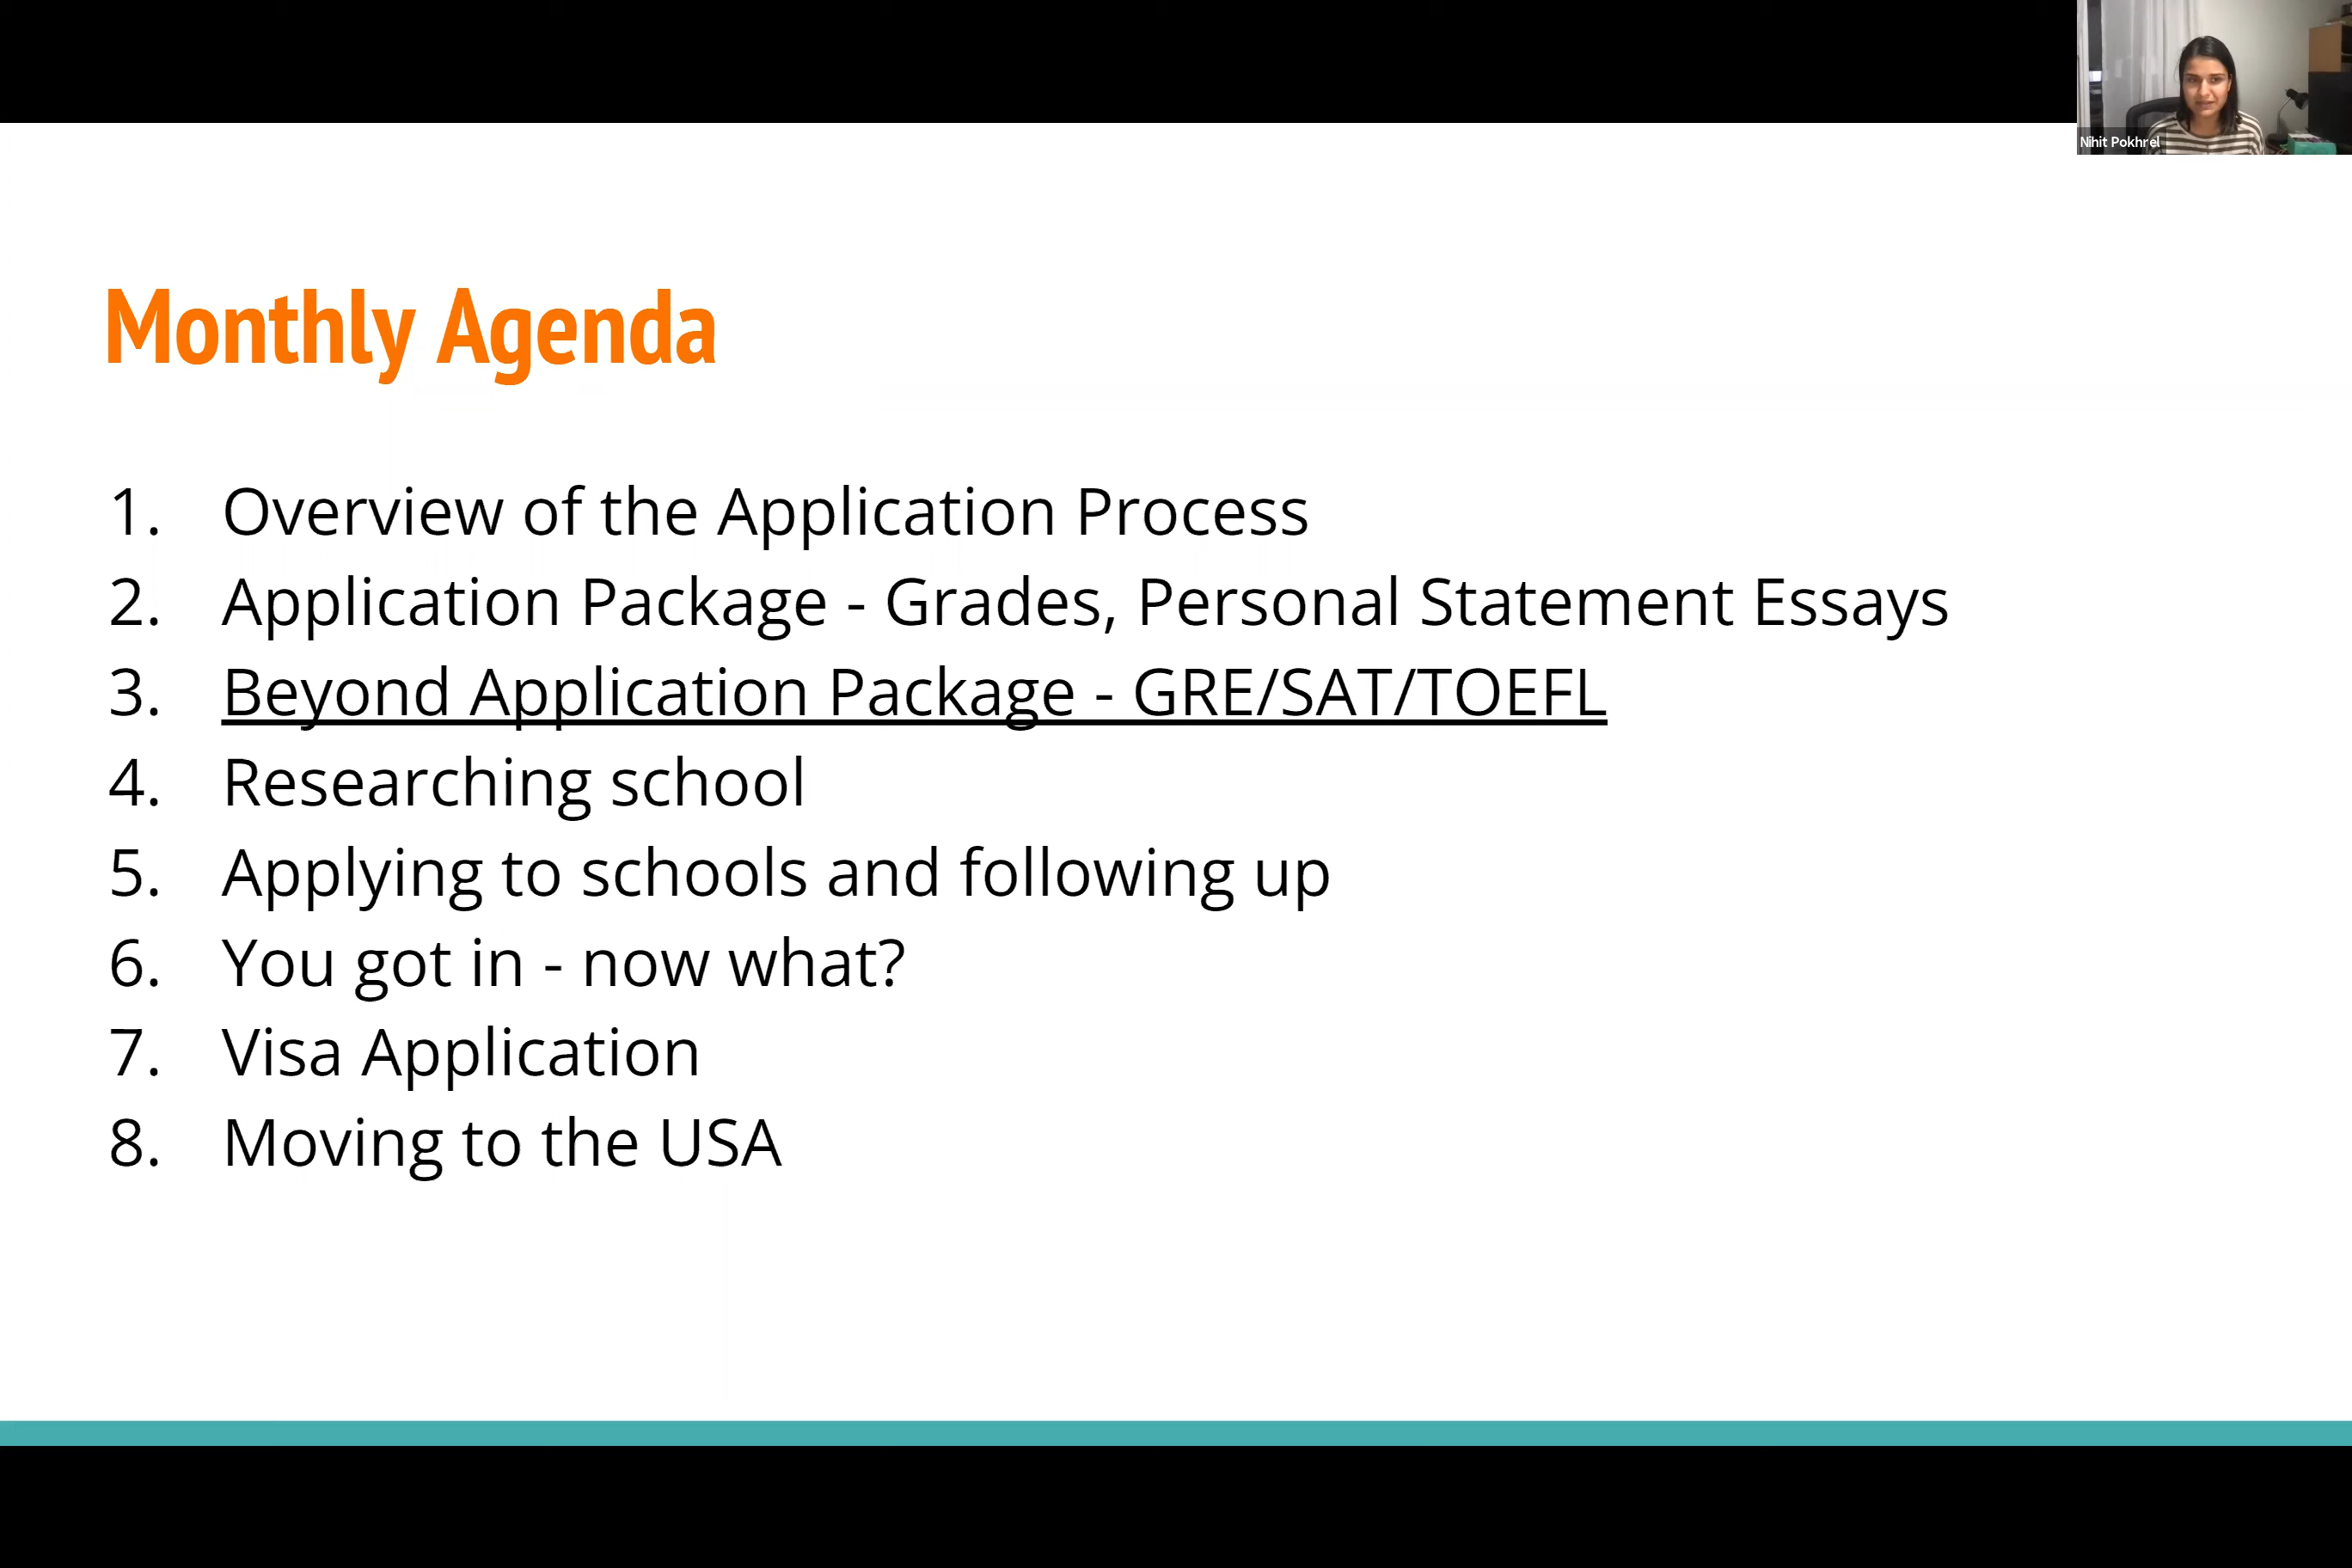 Nihit Pokhrel
Monthly Agenda
1. Overview of the Application Process
2. Application Package - Grades, Personal Statement Essays
3. Beyond Application Package - GRE/SAT/TOEFL
4. Researching school
5. Applying to schools and following up
6. You got in - now what?
7. Visa Application
8. Moving to the USA